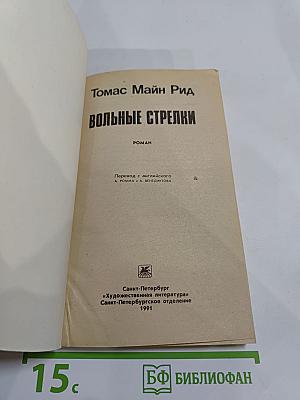 Томас Майн Рид
ВОЛЬНЫЕ СТРЕЛКИ
РОМАН
Перевод с английского
Санкт-Петербург
«Художественная литература»
Санкт-Петербургское отделение
1991
15с
БФ БИБЛИОФАН